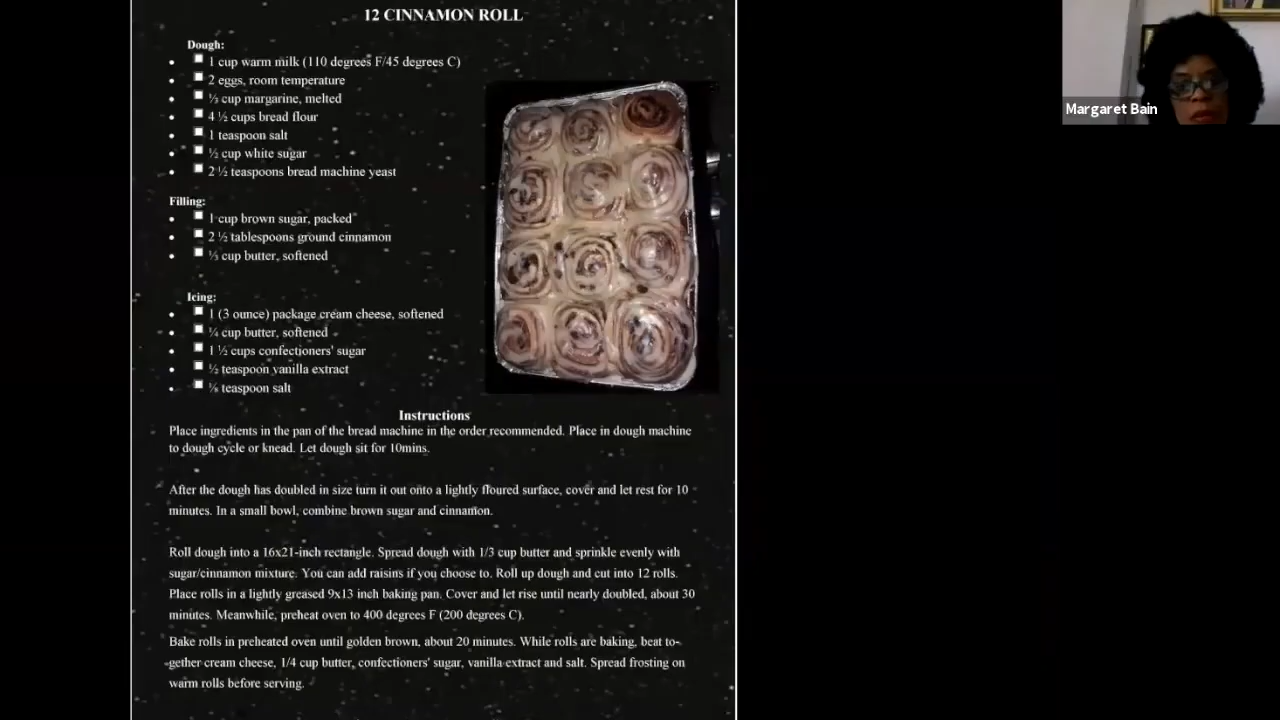 12 CINNAMON ROLL
Dough:
1 cup warm milk (110 degrees F/45 degrees C)
2 eggs, room temperature
⅓ cup margarine, melted
4 ½ cups bread flour
1 teaspoon salt
½ cup white sugar
2 ½ teaspoons bread machine yeast
Filling:
1 cup brown sugar, packed
2 ½ tablespoons ground cinnamon
⅓ cup butter, softened
Icing:
1 (3 ounce) package cream cheese, softened
¼ cup butter, softened
1 ½ cups confectioners' sugar
½ teaspoon vanilla extract
⅛ teaspoon salt
Instructions
Place ingredients in the pan of the bread machine in the order recommended. Place in dough machine
to dough cycle or knead. Let dough sit for 10mins.
After the dough has doubled in size turn it out onto a lightly floured surface, cover and let rest for 10
minutes. In a small bowl, combine brown sugar and cinnamon.
Roll dough into a 16x21-inch rectangle. Spread dough with 1/3 cup butter and sprinkle evenly with
sugar/cinnamon mixture. You can add raisins if you choose to. Roll up dough and cut into 12 rolls.
Place rolls in a lightly greased 9x13 inch baking pan. Cover and let rise until nearly doubled, about 30
minutes. Meanwhile, preheat oven to 400 degrees F (200 degrees C).
Bake rolls in preheated oven until golden brown, about 20 minutes. While rolls are baking, beat to-
gether cream cheese, 1/4 cup butter, confectioners' sugar, vanilla extract and salt. Spread frosting on
warm rolls before serving.
Margaret Bain